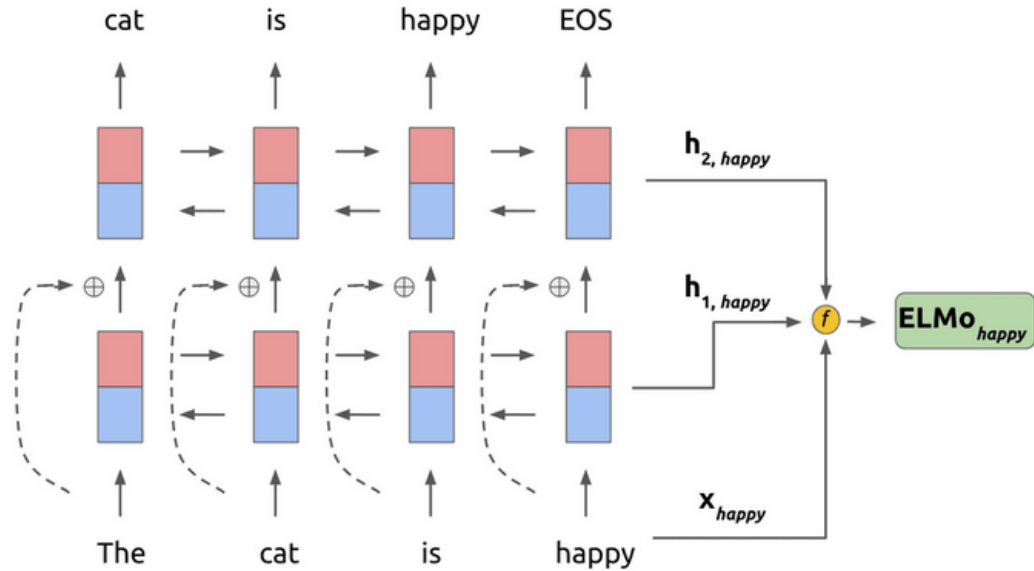 cat is happy EOS
h2, happy
h1, happy
f
ELMohappy
xhappy
The cat is happy